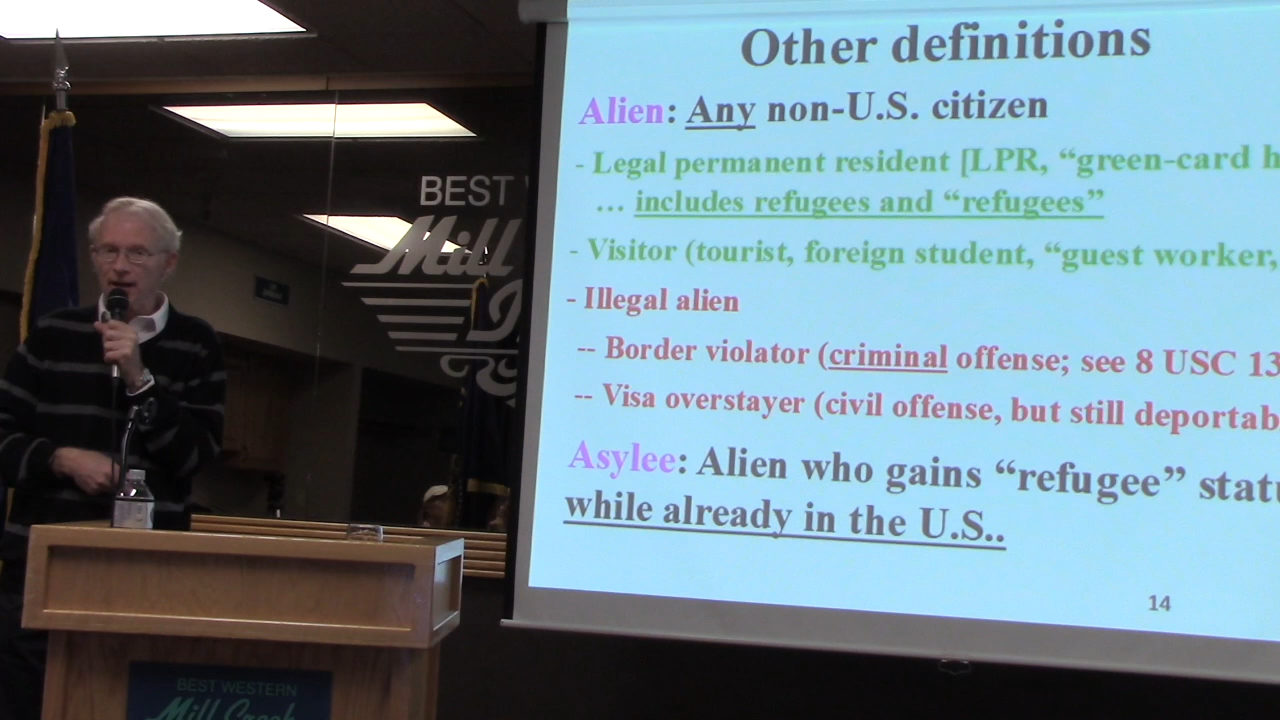 Other definitions
Alien: Any non-U.S. citizen
- Legal permanent resident [LPR, “green-card h
... includes refugees and “refugees”
- Visitor (tourist, foreign student, “guest worker,
- Illegal alien
-- Border violator (criminal offense; see 8 USC 13
-- Visa overstayer (civil offense, but still deportab
Asylee: Alien who gains “refugee” statu
while already in the U.S..
14
BEST
Mill
BEST WESTERN
Mill Creek